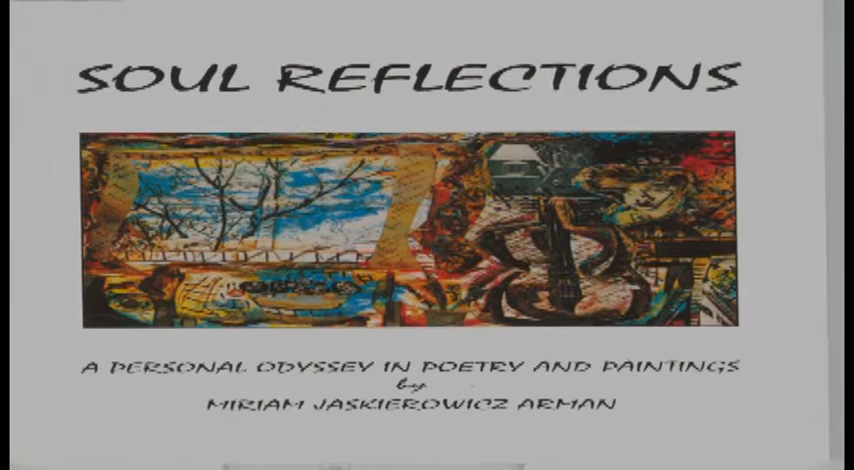 SOUL REFLECTIONS
A PERSONAL ODYSSEY IN POETRY AND PAINTINGS
by
MIRIAM JASKIEROWICZ ARMAN